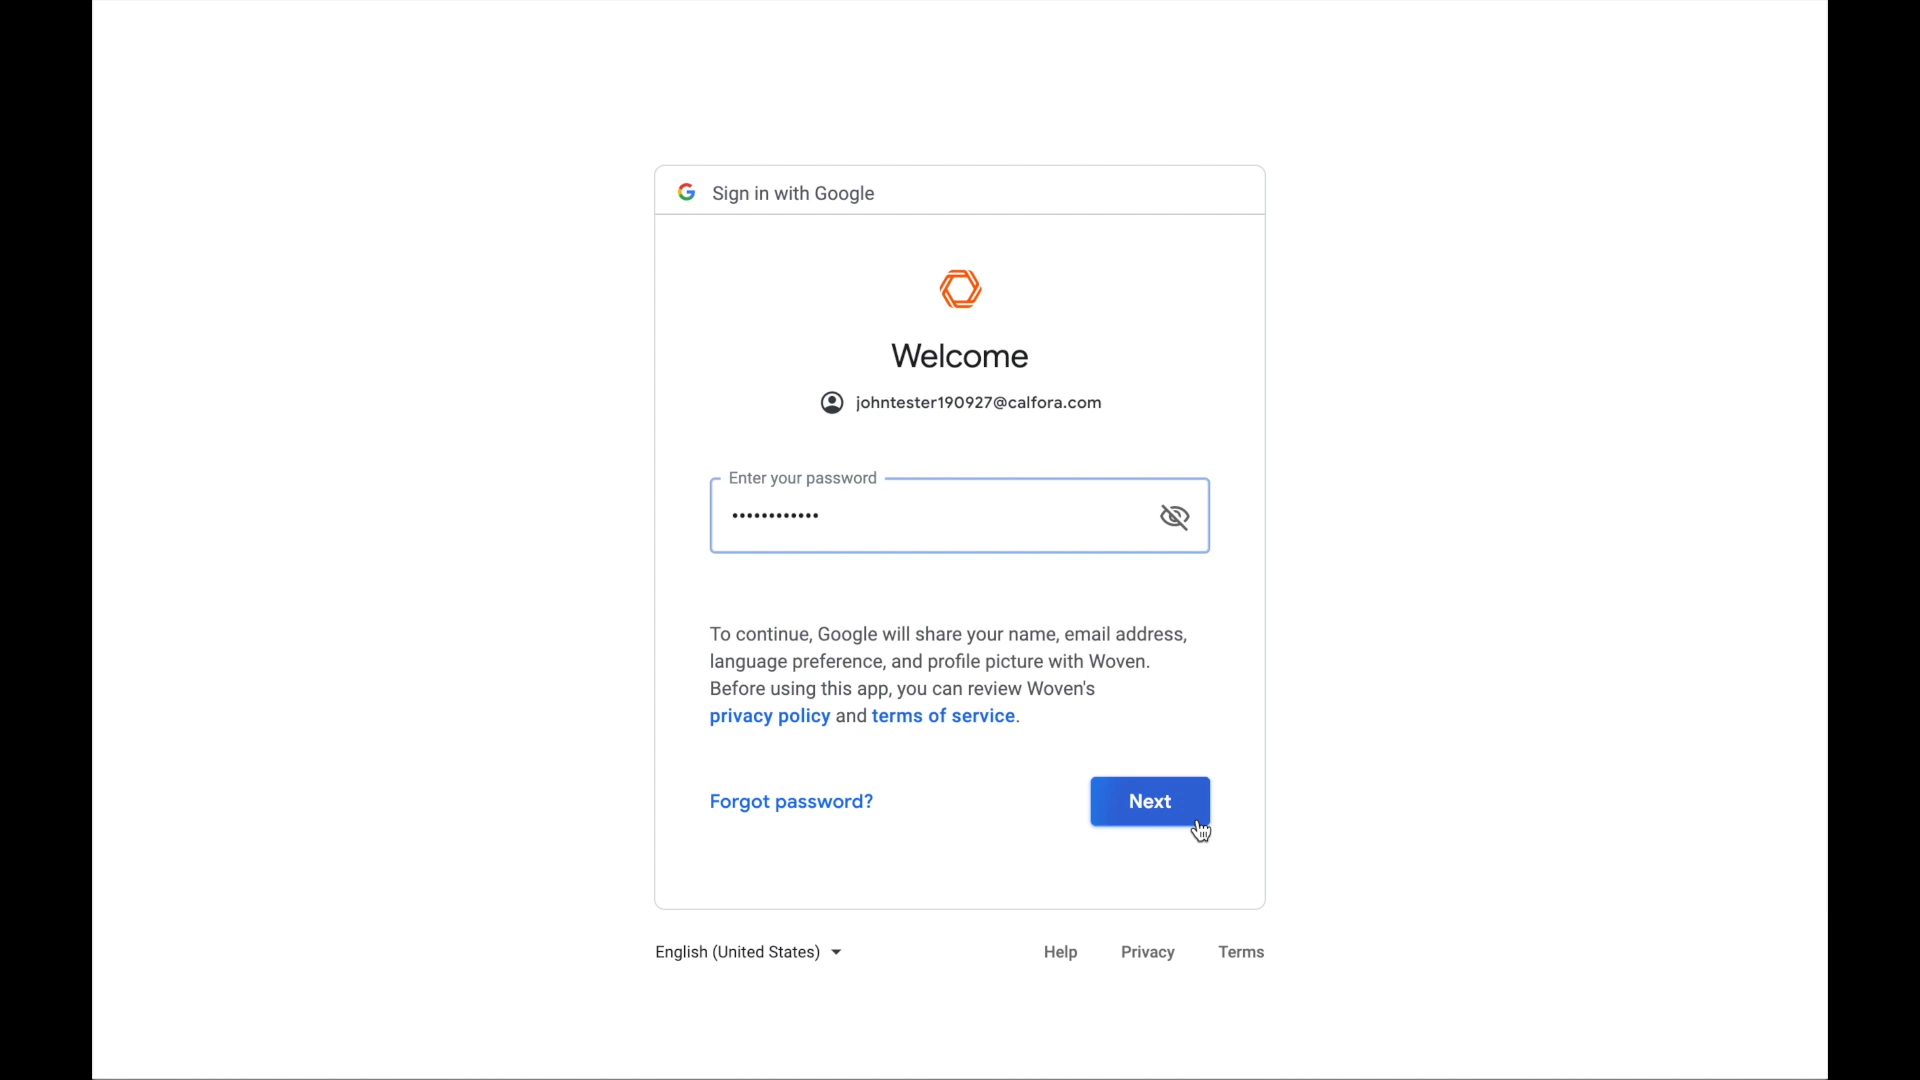 Sign in with Google
Welcome
johntester190927@calfora.com
Enter your password
••••••••••••
To continue, Google will share your name, email address,
language preference, and profile picture with Woven.
Before using this app, you can review Woven's
privacy policy and terms of service.
Forgot password?
Next
English (United States)
Help
Privacy
Terms